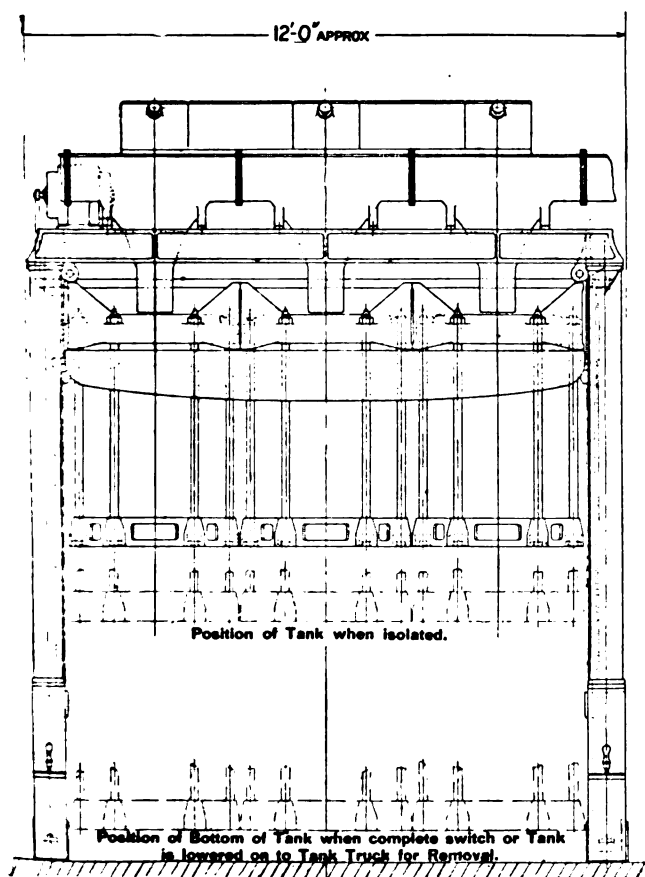 12'-0" APPROX
Position of Tank when isolated.
Position of Bottom of Tank when complete switch or Tank
is lowered on to Tank Truck for Removal.